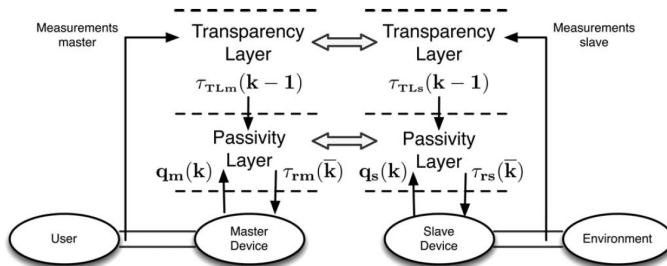 Measurements
master
Transparency
Layer
Transparency
Layer
Measurements
slave
τTLm(k − 1)
τTLs(k − 1)
Passivity
Layer
Passivity
Layer
qm(k)
τrm(k̅)
qs(k)
τrs(k̅)
User
Master
Device
Slave
Device
Environment